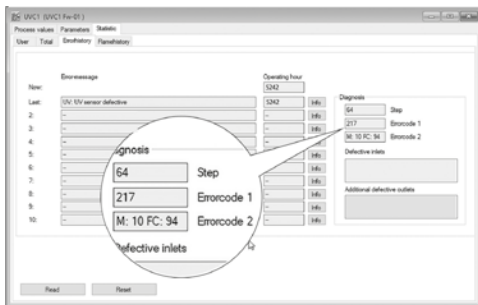 UVC1 (UVC1 Fw-01)
Process values Parameters Statistic
User Total Errorhistory Flamehistory
Errormessage Operating hour
Now: 5242
Last: UV: UV sensor defective 5242 Info
2: -- -- Info
3: -- -- Info
4: -- -- Info
5: -- Info
6: -- Info
7: -- Info
8: -- Info
9: -- Info
10: -- -- Info
Diagnosis
64 Step
217 Errorcode 1
M: 10 FC: 94 Errorcode 2
Defective inlets
Additional defective outlets
agnosis
64 Step
217 Errorcode 1
M: 10 FC: 94 Errorcode 2
Defective inlets
Read Reset